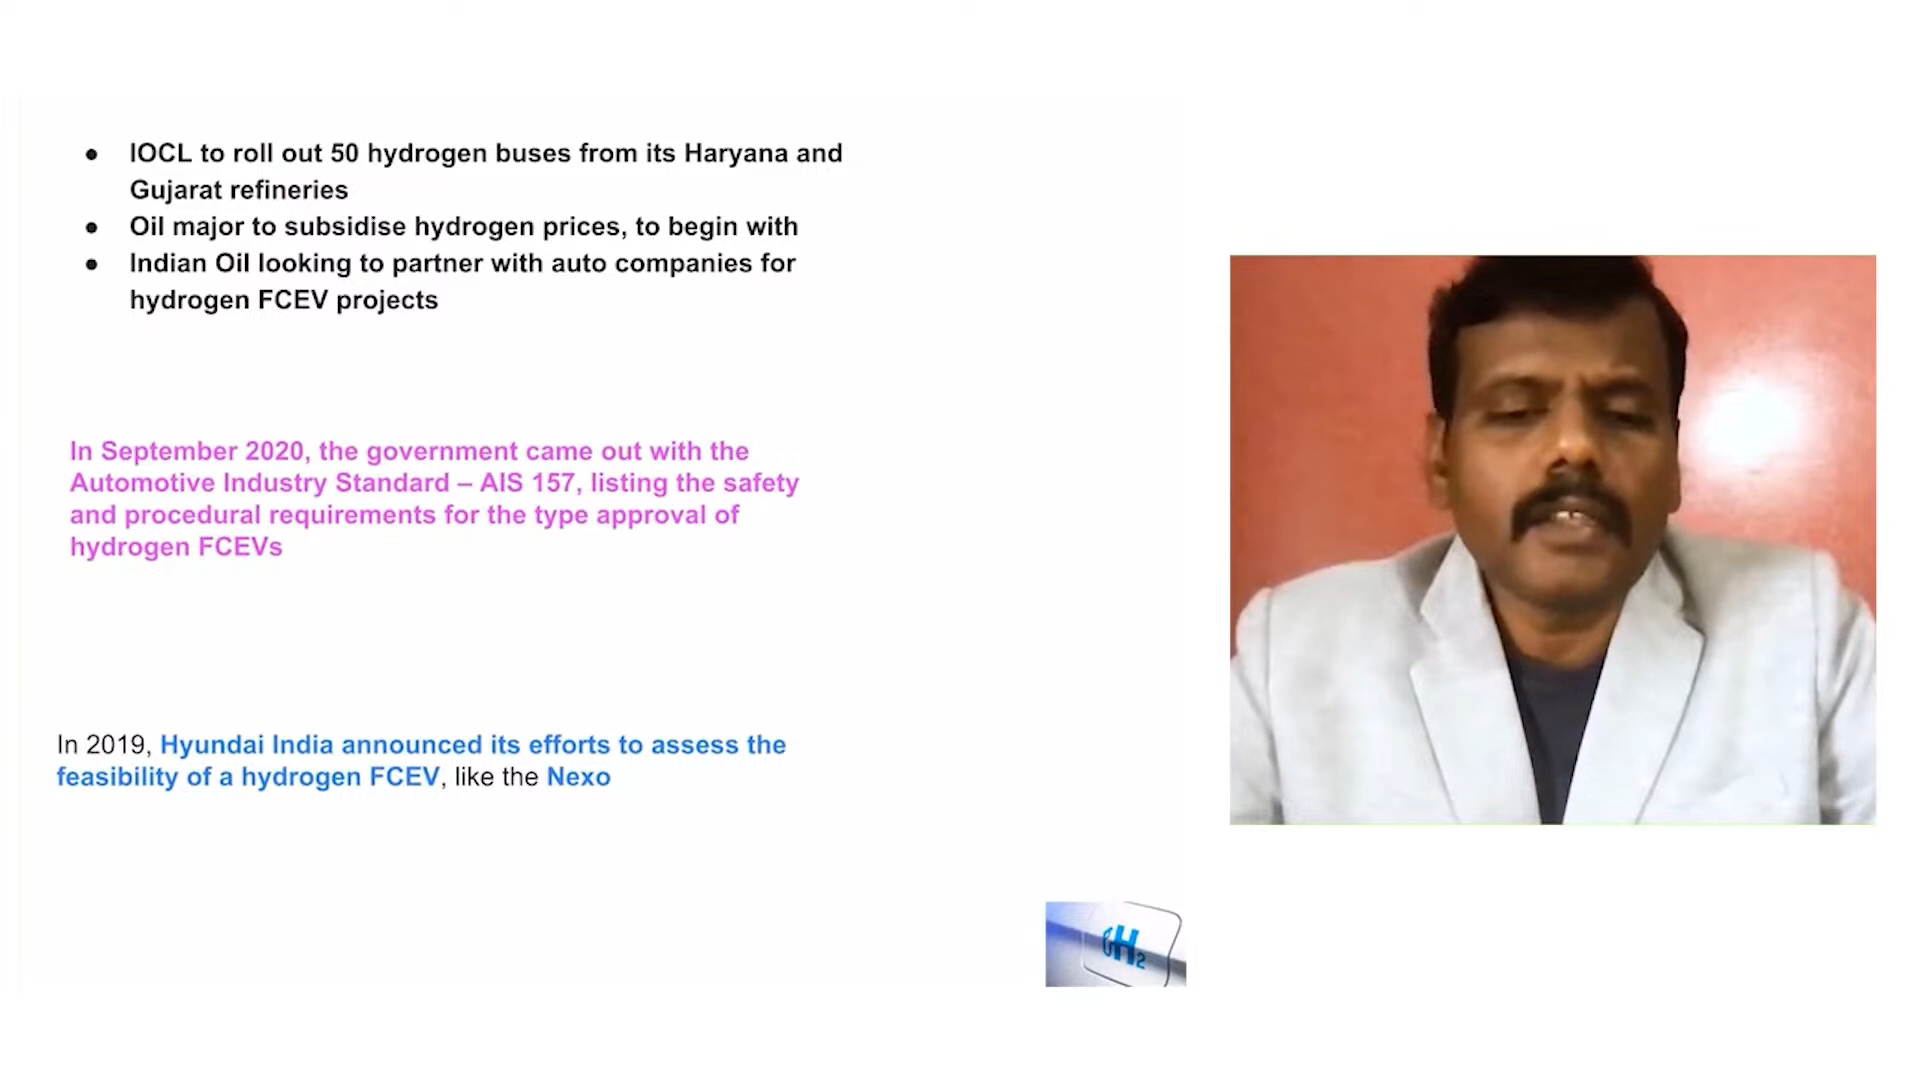 ● IOCL to roll out 50 hydrogen buses from its Haryana and
Gujarat refineries
● Oil major to subsidise hydrogen prices, to begin with
● Indian Oil looking to partner with auto companies for
hydrogen FCEV projects
In September 2020, the government came out with the
Automotive Industry Standard – AIS 157, listing the safety
and procedural requirements for the type approval of
hydrogen FCEVs
In 2019, Hyundai India announced its efforts to assess the
feasibility of a hydrogen FCEV, like the Nexo
H2